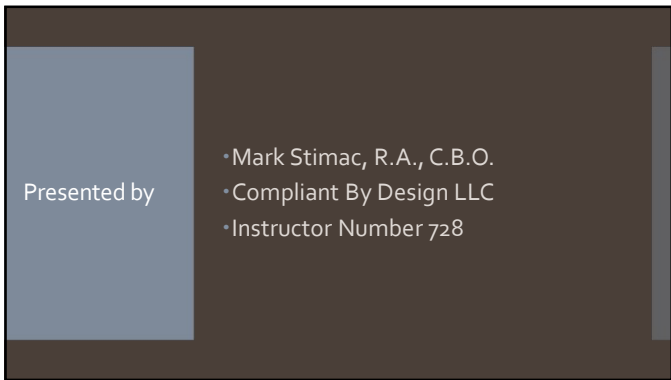 Presented by
•Mark Stimac, R.A., C.B.O.
•Compliant By Design LLC
•Instructor Number 728